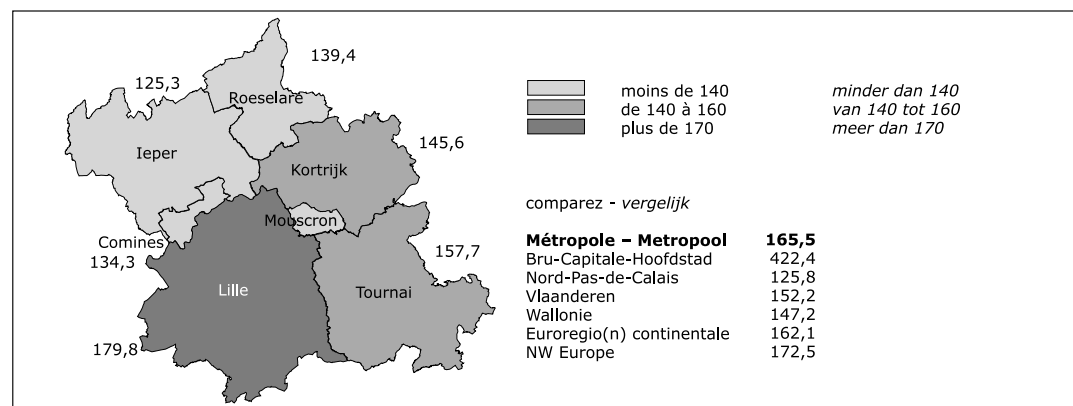 139,4
125,3
Roeselare
Ieper
145,6
Kortrijk
Mouscron
Comines
134,3
157,7
Lille
Tournai
179,8
moins de 140 minder dan 140
de 140 à 160 van 140 tot 160
plus de 170 meer dan 170
comparez - vergelijk
Métropole – Metropool 165,5
Bru-Capitale-Hoofdstad 422,4
Nord-Pas-de-Calais 125,8
Vlaanderen 152,2
Wallonie 147,2
Euroregio(n) continentale 162,1
NW Europe 172,5